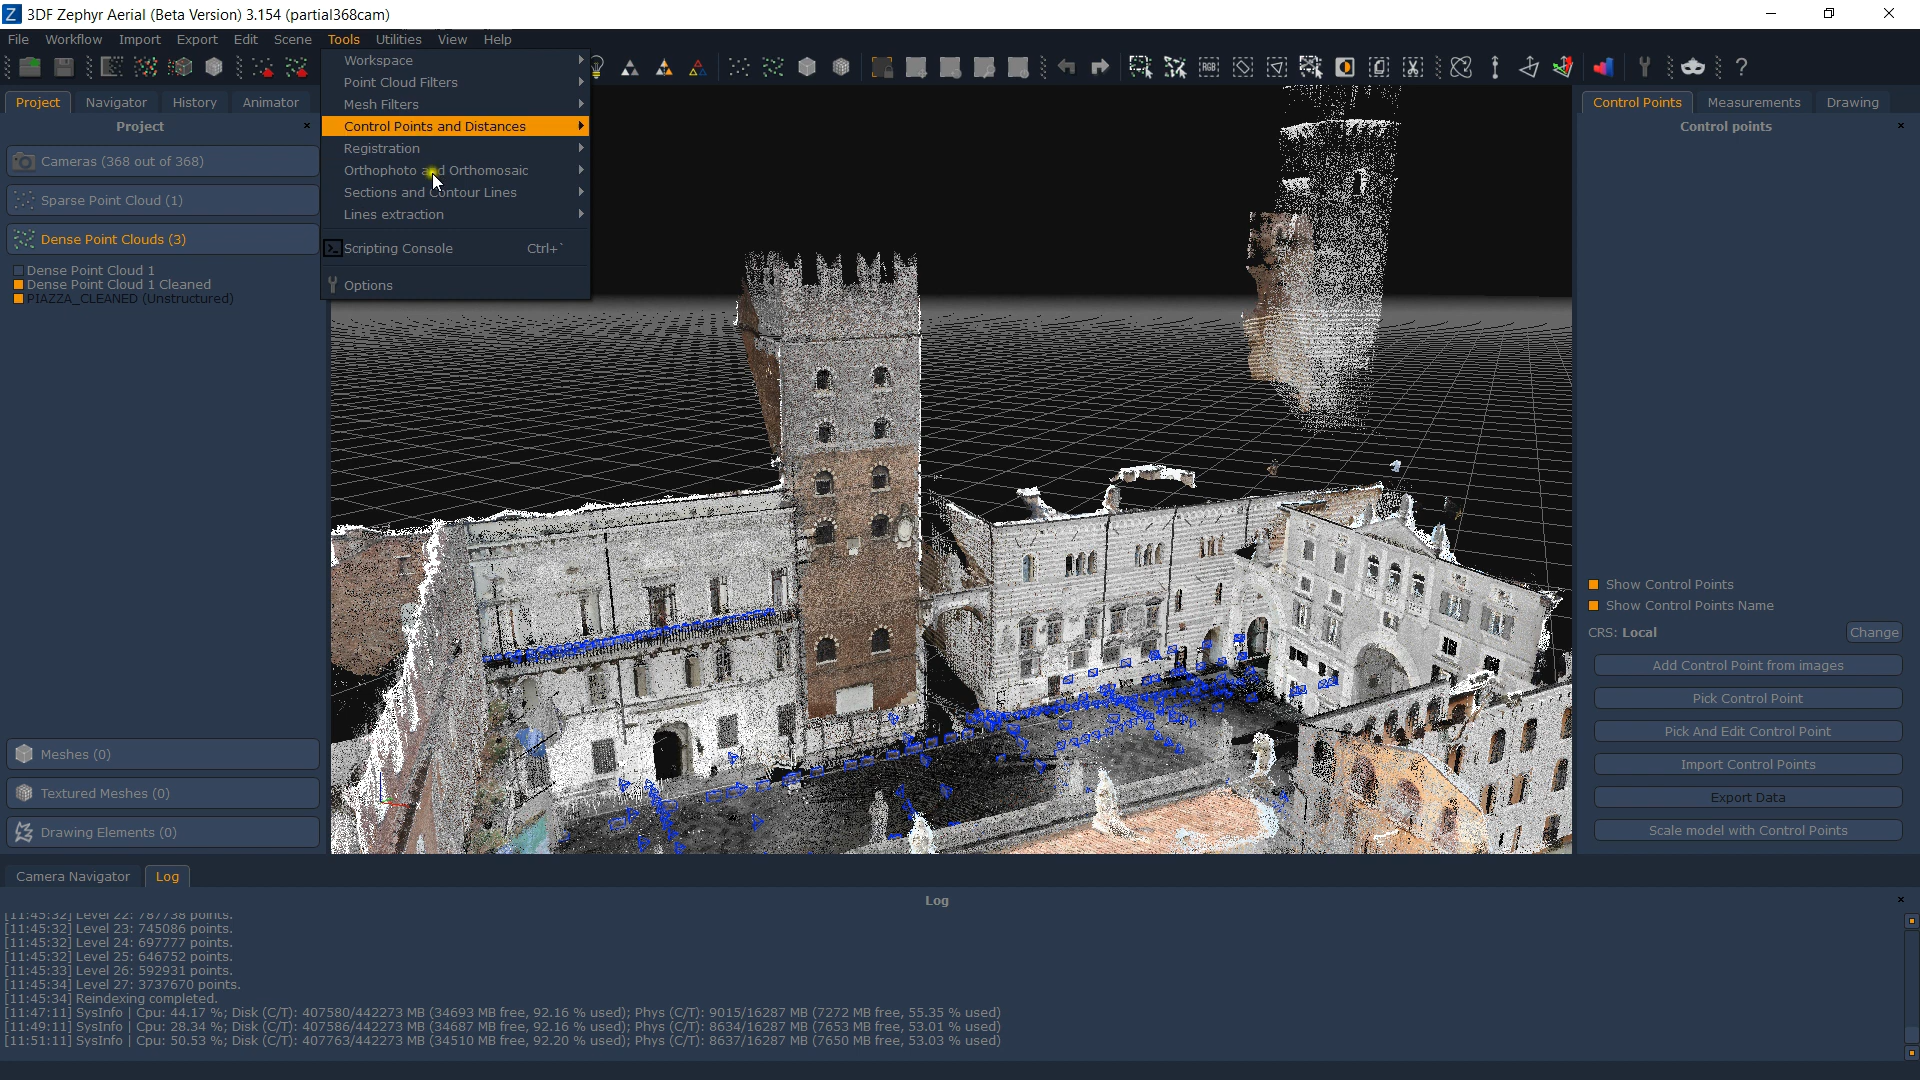 3DF Zephyr Aerial (Beta Version) 3.154 (partial368cam)
File Workflow Import Export Edit Scene Tools Utilities View Help
Workspace
Point Cloud Filters
Mesh Filters
Control Points and Distances
Registration
Orthophoto and Orthomosaic
Sections and Contour Lines
Lines extraction
Scripting Console Ctrl+`
Options
RGB
Project Navigator History Animator
Project
Cameras (368 out of 368)
Sparse Point Cloud (1)
Dense Point Clouds (3)
Dense Point Cloud 1
Dense Point Cloud 1 Cleaned
PIAZZA_CLEANED (Unstructured)
Meshes (0)
Textured Meshes (0)
Drawing Elements (0)
Control Points Measurements Drawing
Control points
Show Control Points
Show Control Points Name
CRS: Local Change
Add Control Point from images
Pick Control Point
Pick And Edit Control Point
Import Control Points
Export Data
Scale model with Control Points
Camera Navigator Log
Log
[11:45:32] Level 22: 787738 points.
[11:45:32] Level 23: 745086 points.
[11:45:32] Level 24: 697777 points.
[11:45:32] Level 25: 646752 points.
[11:45:33] Level 26: 592931 points.
[11:45:34] Level 27: 3737670 points.
[11:45:34] Reindexing completed.
[11:47:11] SysInfo | Cpu: 44.17 %; Disk (C/T): 407580/442273 MB (34693 MB free, 92.16 % used); Phys (C/T): 9015/16287 MB (7272 MB free, 55.35 % used)
[11:49:11] SysInfo | Cpu: 28.34 %; Disk (C/T): 407586/442273 MB (34687 MB free, 92.16 % used); Phys (C/T): 8634/16287 MB (7653 MB free, 53.01 % used)
[11:51:11] SysInfo | Cpu: 50.53 %; Disk (C/T): 407763/442273 MB (34510 MB free, 92.20 % used); Phys (C/T): 8637/16287 MB (7650 MB free, 53.03 % used)